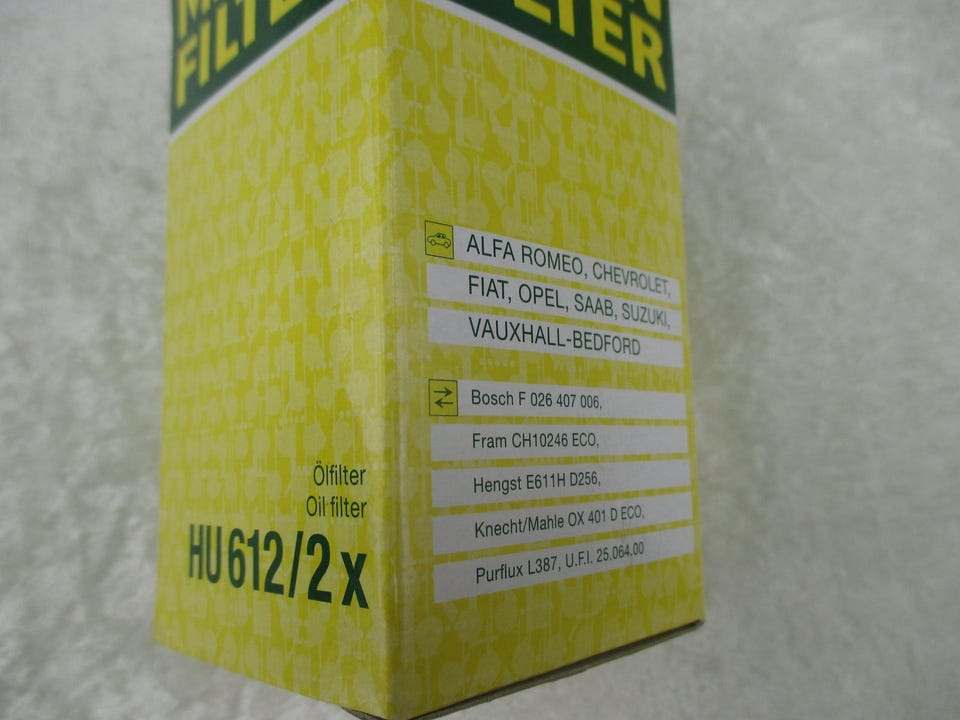 FILTER
FILTER
Ölfilter
Oil filter
HU 612/2 x
ALFA ROMEO, CHEVROLET,
FIAT, OPEL, SAAB, SUZUKI,
VAUXHALL-BEDFORD
Bosch F 026 407 006,
Fram CH10246 ECO,
Hengst E611H D256,
Knecht/Mahle OX 401 D ECO,
Purflux L387, U.F.I. 25.064.00